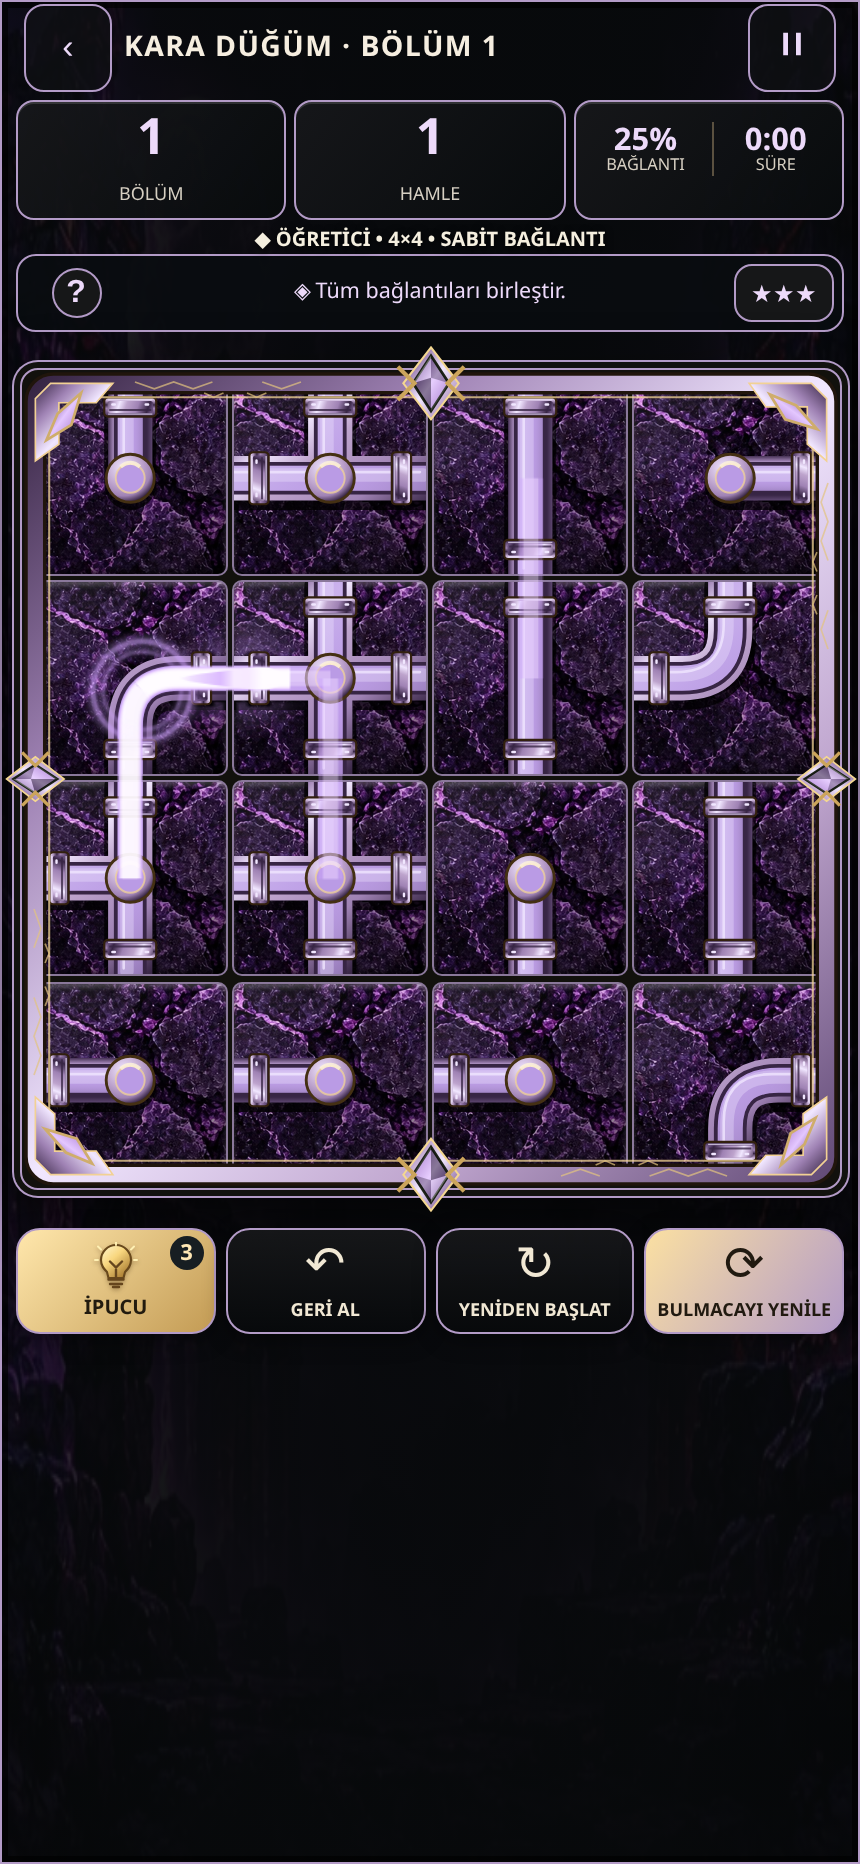 KARA DÜĞÜM · BÖLÜM 1
1
BÖLÜM
1
HAMLE
25%
BAĞLANTI
0:00
SÜRE
◆ ÖĞRETİCİ • 4×4 • SABİT BAĞLANTI
?
◈ Tüm bağlantıları birleştir.
★★★
3
İPUCU
GERİ AL
YENİDEN BAŞLAT
BULMACAYI YENİLE